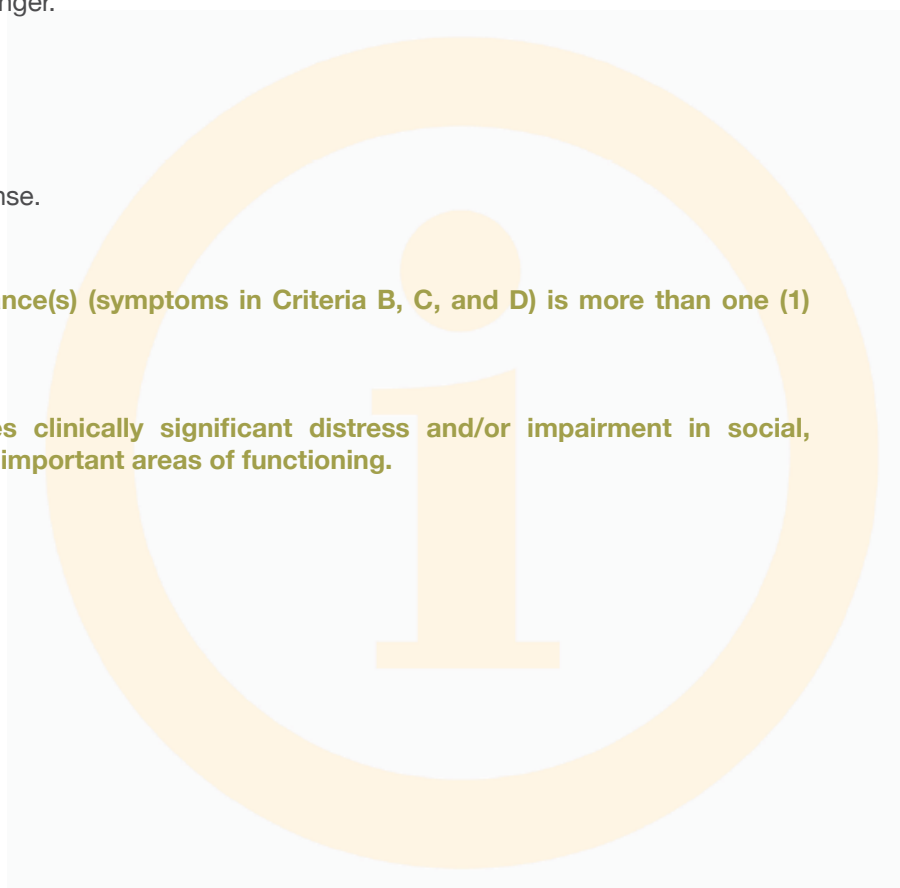 nger.
nse.
nce(s) (symptoms in Criteria B, C, and D) is more than one (1)
es clinically significant distress and/or impairment in social,
important areas of functioning.